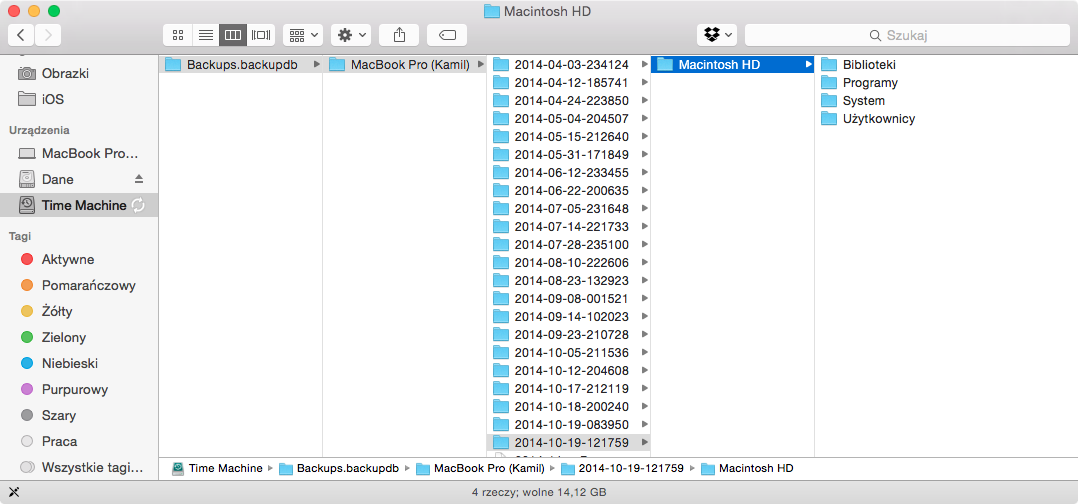 Macintosh HD
Szukaj
Obrazki
iOS
Urządzenia
MacBook Pro...
Dane
Time Machine
Tagi
Aktywne
Pomarańczowy
Żółty
Zielony
Niebieski
Purpurowy
Szary
Praca
Wszystkie tagi...
Backups.backupdb
MacBook Pro (Kamil)
2014-04-03-234124
2014-04-12-185741
2014-04-24-223850
2014-05-04-204507
2014-05-15-212640
2014-05-31-171849
2014-06-12-233455
2014-06-22-200635
2014-07-05-231648
2014-07-14-221733
2014-07-28-235100
2014-08-10-222606
2014-08-23-132923
2014-09-08-001521
2014-09-14-102023
2014-09-23-210728
2014-10-05-211536
2014-10-12-204608
2014-10-17-212119
2014-10-18-200240
2014-10-19-083950
2014-10-19-121759
Macintosh HD
Biblioteki
Programy
System
Użytkownicy
Time Machine Backups.backupdb MacBook Pro (Kamil) 2014-10-19-121759 Macintosh HD
4 rzeczy; wolne 14,12 GB